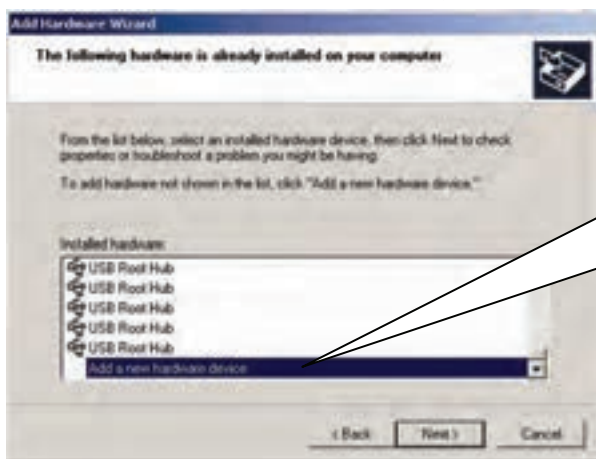 Add Hardware Wizard
The following hardware is already installed on your computer
From the list below, select an installed hardware device, then click Next to check
properties or troubleshoot a problem you might be having.
To add hardware not shown in the list, click "Add a new hardware device."
Installed hardware:
USB Root Hub
USB Root Hub
USB Root Hub
USB Root Hub
USB Root Hub
Add a new hardware device
< Back Next > Cancel